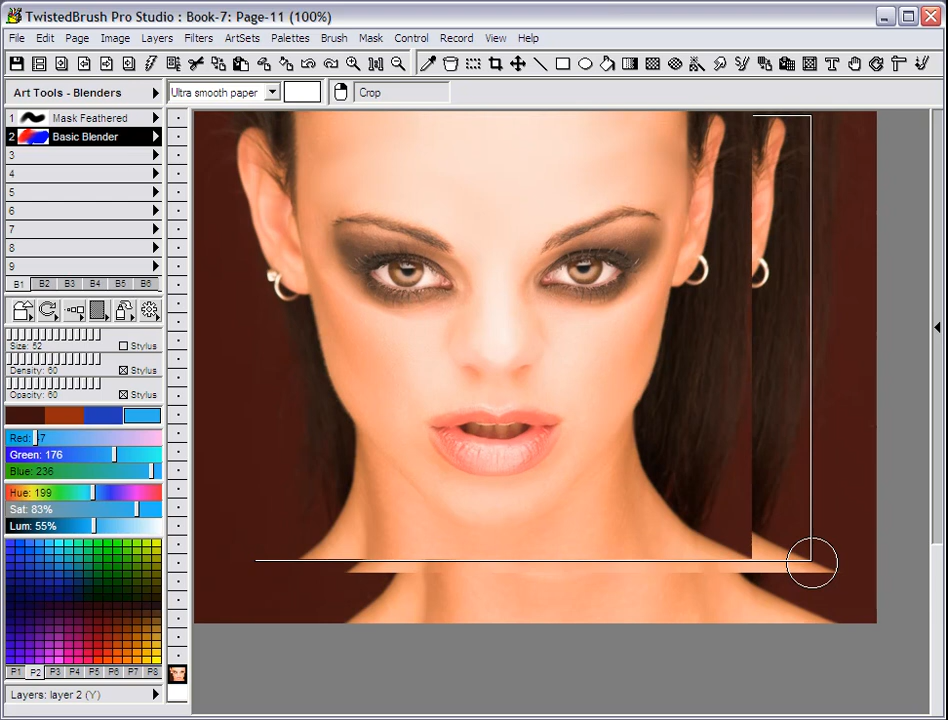 TwistedBrush Pro Studio : Book-7: Page-11 (100%)
File Edit Page Image Layers Filters ArtSets Palettes Brush Mask Control Record View Help
Art Tools - Blenders
Ultra smooth paper
Crop
1 Mask Feathered
2 Basic Blender
3
4
5
6
7
8
9
B1 B2 B3 B4 B5 B6
Size: 52 Stylus
Density: 60 Stylus
Opacity: 60 Stylus
Red: 47
Green: 176
Blue: 236
Hue: 199
Sat: 83%
Lum: 55%
P1 P2 P3 P4 P5 P6 P7 P8
Layers: layer 2 (Y)